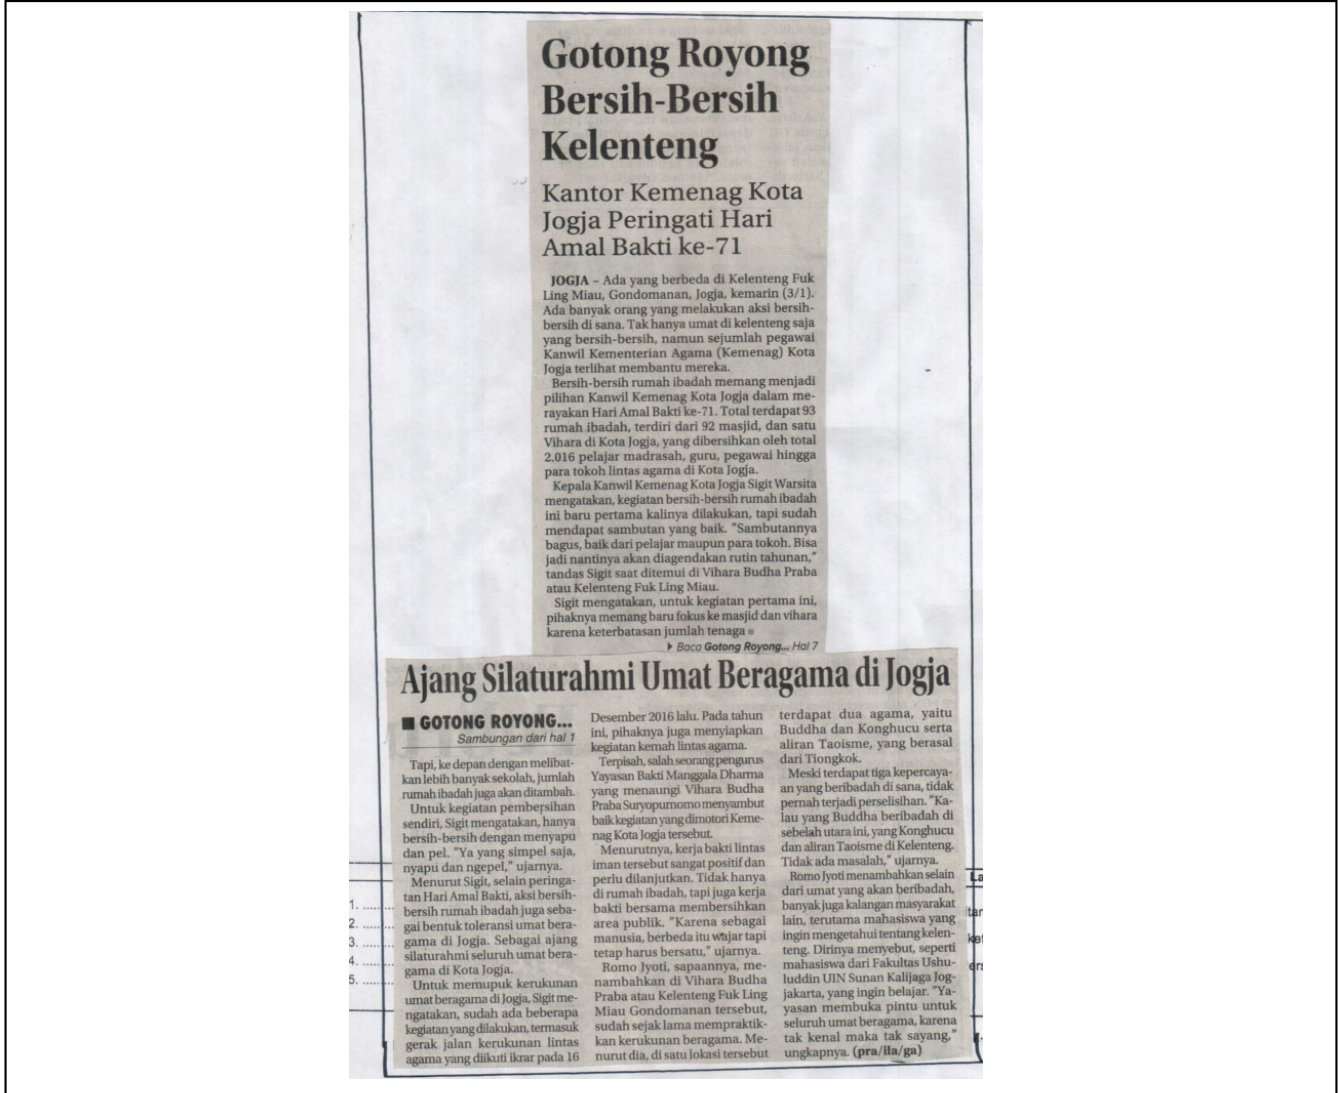 Gotong Royong
Bersih-Bersih
Kelenteng
Kantor Kemenag Kota
Jogja Peringati Hari
Amal Bakti ke-71
JOGJA – Ada yang berbeda di Kelenteng Fuk
Ling Miau, Gondomanan, Jogja, kemarin (3/1).
Ada banyak orang yang melakukan aksi bersih-
bersih di sana. Tak hanya umat di kelenteng saja
yang bersih-bersih, namun sejumlah pegawai
Kanwil Kementerian Agama (Kemenag) Kota
Jogja terlihat membantu mereka.
Bersih-bersih rumah ibadah memang menjadi
pilihan Kanwil Kemenag Kota Jogja dalam me-
rayakan Hari Amal Bakti ke-71. Total terdapat 93
rumah ibadah, terdiri dari 92 masjid, dan satu
Vihara di Kota Jogja, yang dibersihkan oleh total
2.016 pelajar madrasah, guru, pegawai hingga
para tokoh lintas agama di Kota Jogja.
Kepala Kanwil Kemenag Kota Jogja Sigit Warsita
mengatakan, kegiatan bersih-bersih rumah ibadah
ini baru pertama kalinya dilakukan, tapi sudah
mendapat sambutan yang baik. "Sambutannya
bagus, baik dari pelajar maupun para tokoh. Bisa
jadi nantinya akan diagendakan rutin tahunan,"
tandas Sigit saat ditemui di Vihara Budha Praba
atau Kelenteng Fuk Ling Miau.
Sigit mengatakan, untuk kegiatan pertama ini,
pihaknya memang baru fokus ke masjid dan vihara
karena keterbatasan jumlah tenaga
Baca Gotong Royong... Hal 7
Ajang Silaturahmi Umat Beragama di Jogja
GOTONG ROYONG...
Sambungan dari hal 1
Tapi, ke depan dengan melibat-
kan lebih banyak sekolah, jumlah
rumah ibadah juga akan ditambah.
Untuk kegiatan pembersihan
sendiri, Sigit mengatakan, hanya
bersih-bersih dengan menyapu
dan pel. "Ya yang simpel saja,
nyapu dan ngepel," ujarnya.
Menurut Sigit, selain peringa-
tan Hari Amal Bakti, aksi bersih-
bersih rumah ibadah juga seba-
gai bentuk toleransi umat bera-
gama di Jogja. Sebagai ajang
silaturahmi seluruh umat bera-
gama di Kota Jogja.
Untuk memupuk kerukunan
umat beragama di Jogja, Sigit me-
ngatakan, sudah ada beberapa
kegiatan yang dilakukan, termasuk
gerak jalan kerukunan lintas
agama yang diikuti ikrar pada 16
Desember 2016 lalu. Pada tahun
ini, pihaknya juga menyiapkan
kegiatan kemah lintas agama.
Terpisah, salah seorang pengurus
Yayasan Bakti Manggala Dharma
yang menaungi Vihara Budha
Praba Suryopurnomo menyambut
baik kegiatan yang dimotori Keme-
nag Kota Jogja tersebut.
Menurutnya, kerja bakti lintas
iman tersebut sangat positif dan
perlu dilanjutkan. Tidak hanya
di rumah ibadah, tapi juga kerja
bakti bersama membersihkan
area publik. "Karena sebagai
manusia, berbeda itu wajar tapi
tetap harus bersatu," ujarnya.
Romo Jyoti, sapaannya, me-
nambahkan di Vihara Budha
Praba atau Kelenteng Fuk Ling
Miau Gondomanan tersebut,
sudah sejak lama mempraktik-
kan kerukunan beragama. Me-
nurut dia, di satu lokasi tersebut
terdapat dua agama, yaitu
Buddha dan Konghucu serta
aliran Taoisme, yang berasal
dari Tiongkok.
Meski terdapat tiga kepercaya-
an yang beribadah di sana, tidak
pernah terjadi perselisihan. "Ka-
lau yang Buddha beribadah di
sebelah utara ini, yang Konghucu
dan aliran Taoisme di Kelenteng.
Tidak ada masalah," ujarnya.
Romo Jyoti menambahkan selain
dari umat yang akan beribadah,
banyak juga kalangan masyarakat
lain, terutama mahasiswa yang
ingin mengetahui tentang kelen-
teng. Dirinya menyebut, seperti
mahasiswa dari Fakultas Ushu-
luddin UIN Sunan Kalijaga Jog-
jakarta, yang ingin belajar. "Ya-
yasan membuka pintu untuk
seluruh umat beragama, karena
tak kenal maka tak sayang,"
ungkapnya. (pra/ila/ga)
1. ......
2. ......
3. ......
4. ......
5. ......